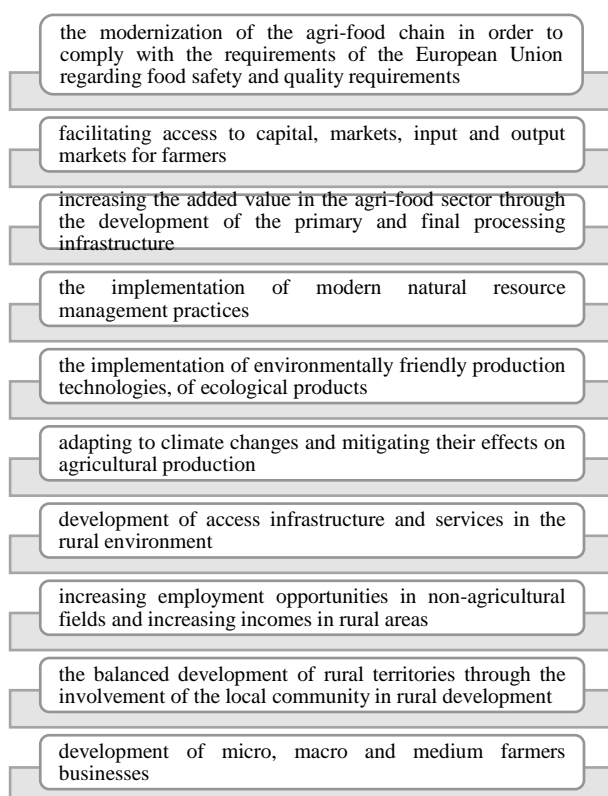 the modernization of the agri-food chain in order to
comply with the requirements of the European Union
regarding food safety and quality requirements
facilitating access to capital, markets, input and output
markets for farmers
increasing the added value in the agri-food sector through
the development of the primary and final processing
infrastructure
the implementation of modern natural resource
management practices
the implementation of environmentally friendly production
technologies, of ecological products
adapting to climate changes and mitigating their effects on
agricultural production
development of access infrastructure and services in the
rural environment
increasing employment opportunities in non-agricultural
fields and increasing incomes in rural areas
the balanced development of rural territories through the
involvement of the local community in rural development
development of micro, macro and medium farmers
businesses